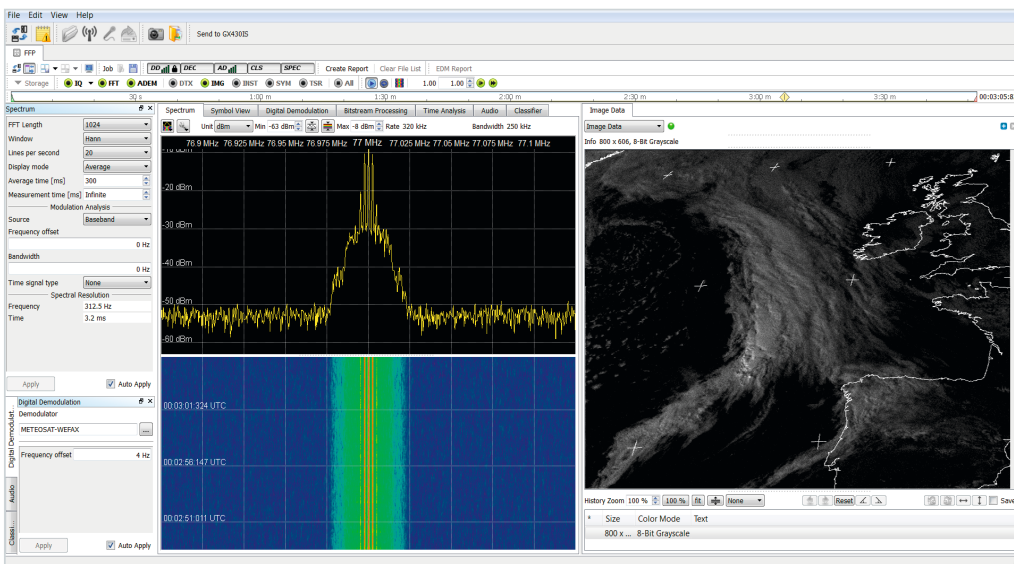 File Edit View Help
Send to GX430IS
FFP
Job DD DEC AD CLS SPEC Create Report Clear File List EDM Report
Storage IQ FFT ADEM DTX IMG INST SYM TSR All 1.00 1.00
30 s 1:00 m 1:30 m 2:30 m 3:00 m 3:30 m 00:03:05:8
Spectrum
FFT Length 1024
Window Hann
Lines per second 20
Display mode Average
Average time [ms] 300
Measurement time [ms] Infinite
Modulation Analysis
Source Baseband
Frequency offset
0 Hz
Bandwidth
0 Hz
Time signal type None
Spectral Resolution
Frequency 312.5 Hz
Time 3.2 ms
Apply Auto Apply
Digital Demodulation
Demodulator
METEOSAT-WEFAX
...
Frequency offset 4 Hz
Apply Auto Apply
Digital Demodulat.
Audio
Classi...
Spectrum Symbol View Digital Demodulation Bitstream Processing Time Analysis Audio Classifier
Unit dBm Min -63 dBm Max -8 dBm Rate 320 kHz Bandwidth 250 kHz
76.9 MHz 76.925 MHz 76.95 MHz 76.975 MHz 77 MHz 77.025 MHz 77.05 MHz 77.075 MHz 77.1 MHz
-10 dBm
-20 dBm
-30 dBm
-40 dBm
-50 dBm
-60 dBm
00:03:01:324 UTC
00:02:56:147 UTC
00:02:51:011 UTC
Image Data
Image Data
Info 800 x 606, 8-Bit Grayscale
History Zoom 100 % 100 % fit None Reset Save
* Size Color Mode Text
800 x ... 8-Bit Grayscale